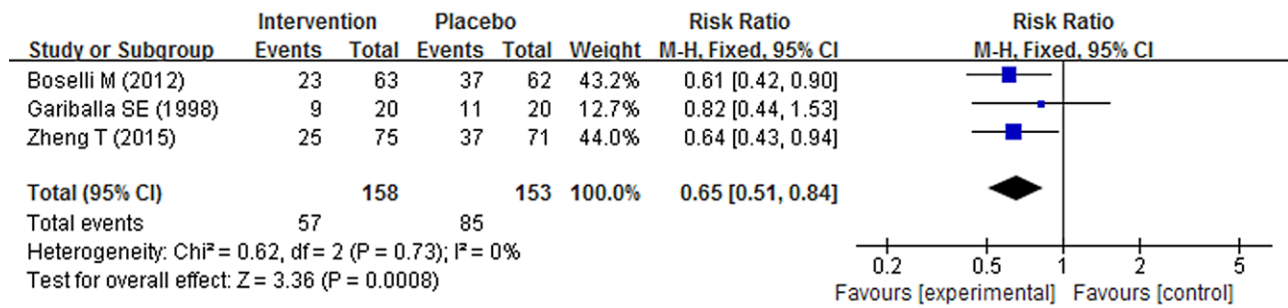 Intervention Placebo Risk Ratio Risk Ratio
Study or Subgroup Events Total Events Total Weight M-H, Fixed, 95% CI M-H, Fixed, 95% CI
Boselli M (2012) 23 63 37 62 43.2% 0.61 [0.42, 0.90]
Gariballa SE (1998) 9 20 11 20 12.7% 0.82 [0.44, 1.53]
Zheng T (2015) 25 75 37 71 44.0% 0.64 [0.43, 0.94]
Total (95% CI) 158 153 100.0% 0.65 [0.51, 0.84]
Total events 57 85
Heterogeneity: Chi² = 0.62, df = 2 (P = 0.73); I² = 0%
Test for overall effect: Z = 3.36 (P = 0.0008)
0.2 0.5 1 2 5
Favours [experimental] Favours [control]